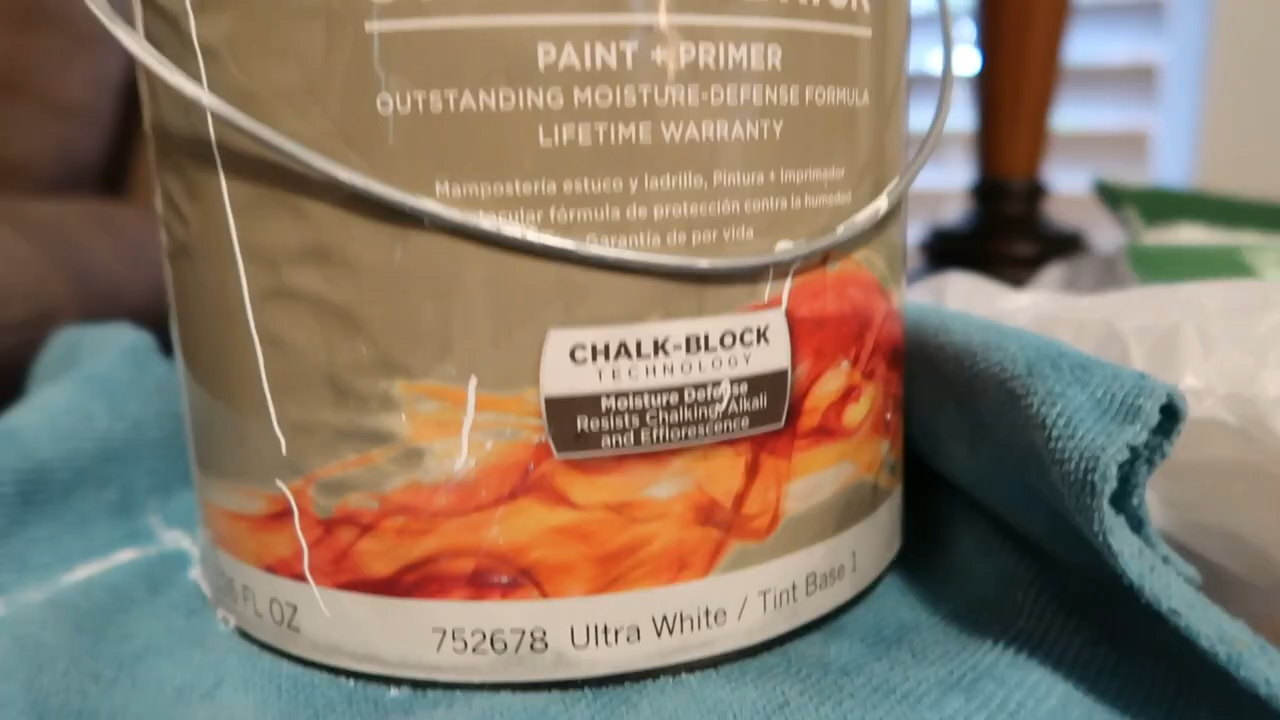 PAINT + PRIMER
OUTSTANDING MOISTURE-DEFENSE FORMULA
LIFETIME WARRANTY
Mampostería estuco y ladrillo, Pintura + Imprimador
fórmula de protección contra la humedad
Garantía de por vida
CHALK-BLOCK
TECHNOLOGY
Moisture Defense
Resists Chalking, Alkali
and Efflorescence
FL OZ
752678 Ultra White / Tint Base 1